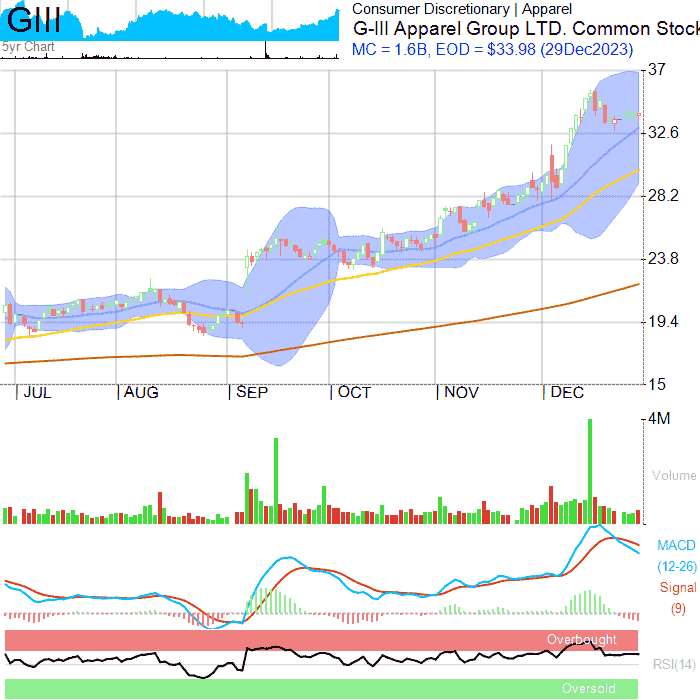 GIII
5yr Chart
Consumer Discretionary | Apparel
G-III Apparel Group LTD. Common Stock
MC = 1.6B, EOD = $33.98 (29Dec2023)
37
32.6
28.2
23.8
19.4
15
JUL AUG SEP OCT NOV DEC
4M
Volume
MACD
(12-26)
Signal
(9)
Overbought
RSI(14)
Oversold